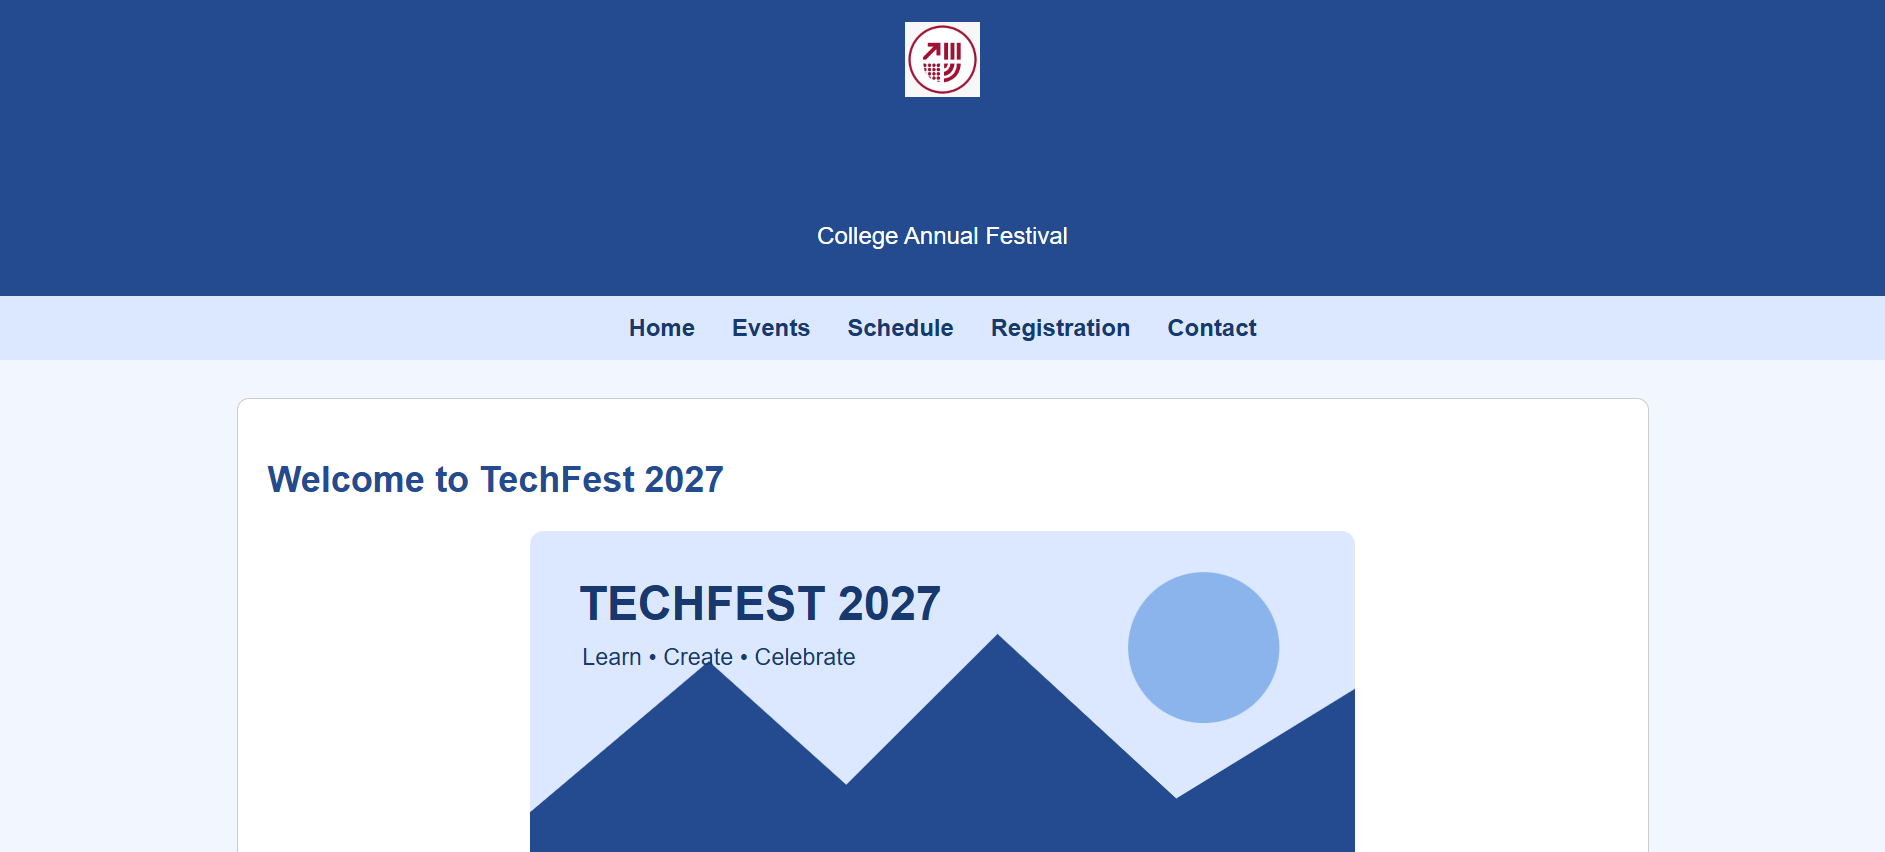 College Annual Festival
Home Events Schedule Registration Contact
Welcome to TechFest 2027
TECHFEST 2027
Learn • Create • Celebrate